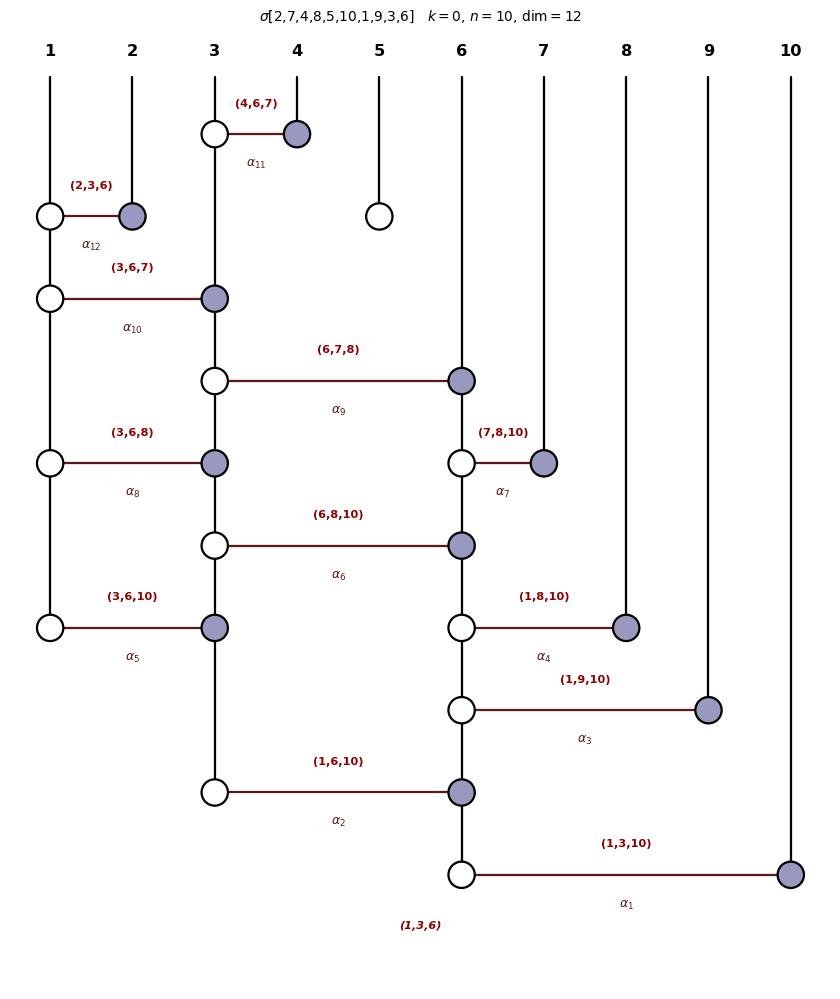 σ[2,7,4,8,5,10,1,9,3,6]   k=0, n=10, dim=12
1 2 3 4 5 6 7 8 9 10
(4,6,7)
α₁₁
(2,3,6)
α₁₂
(3,6,7)
α₁₀
(6,7,8)
α₉
(3,6,8) (7,8,10)
α₈ α₇
(6,8,10)
α₆
(3,6,10) (1,8,10)
α₅ α₄
(1,9,10)
α₃
(1,6,10)
α₂
(1,3,10)
α₁
(1,3,6)